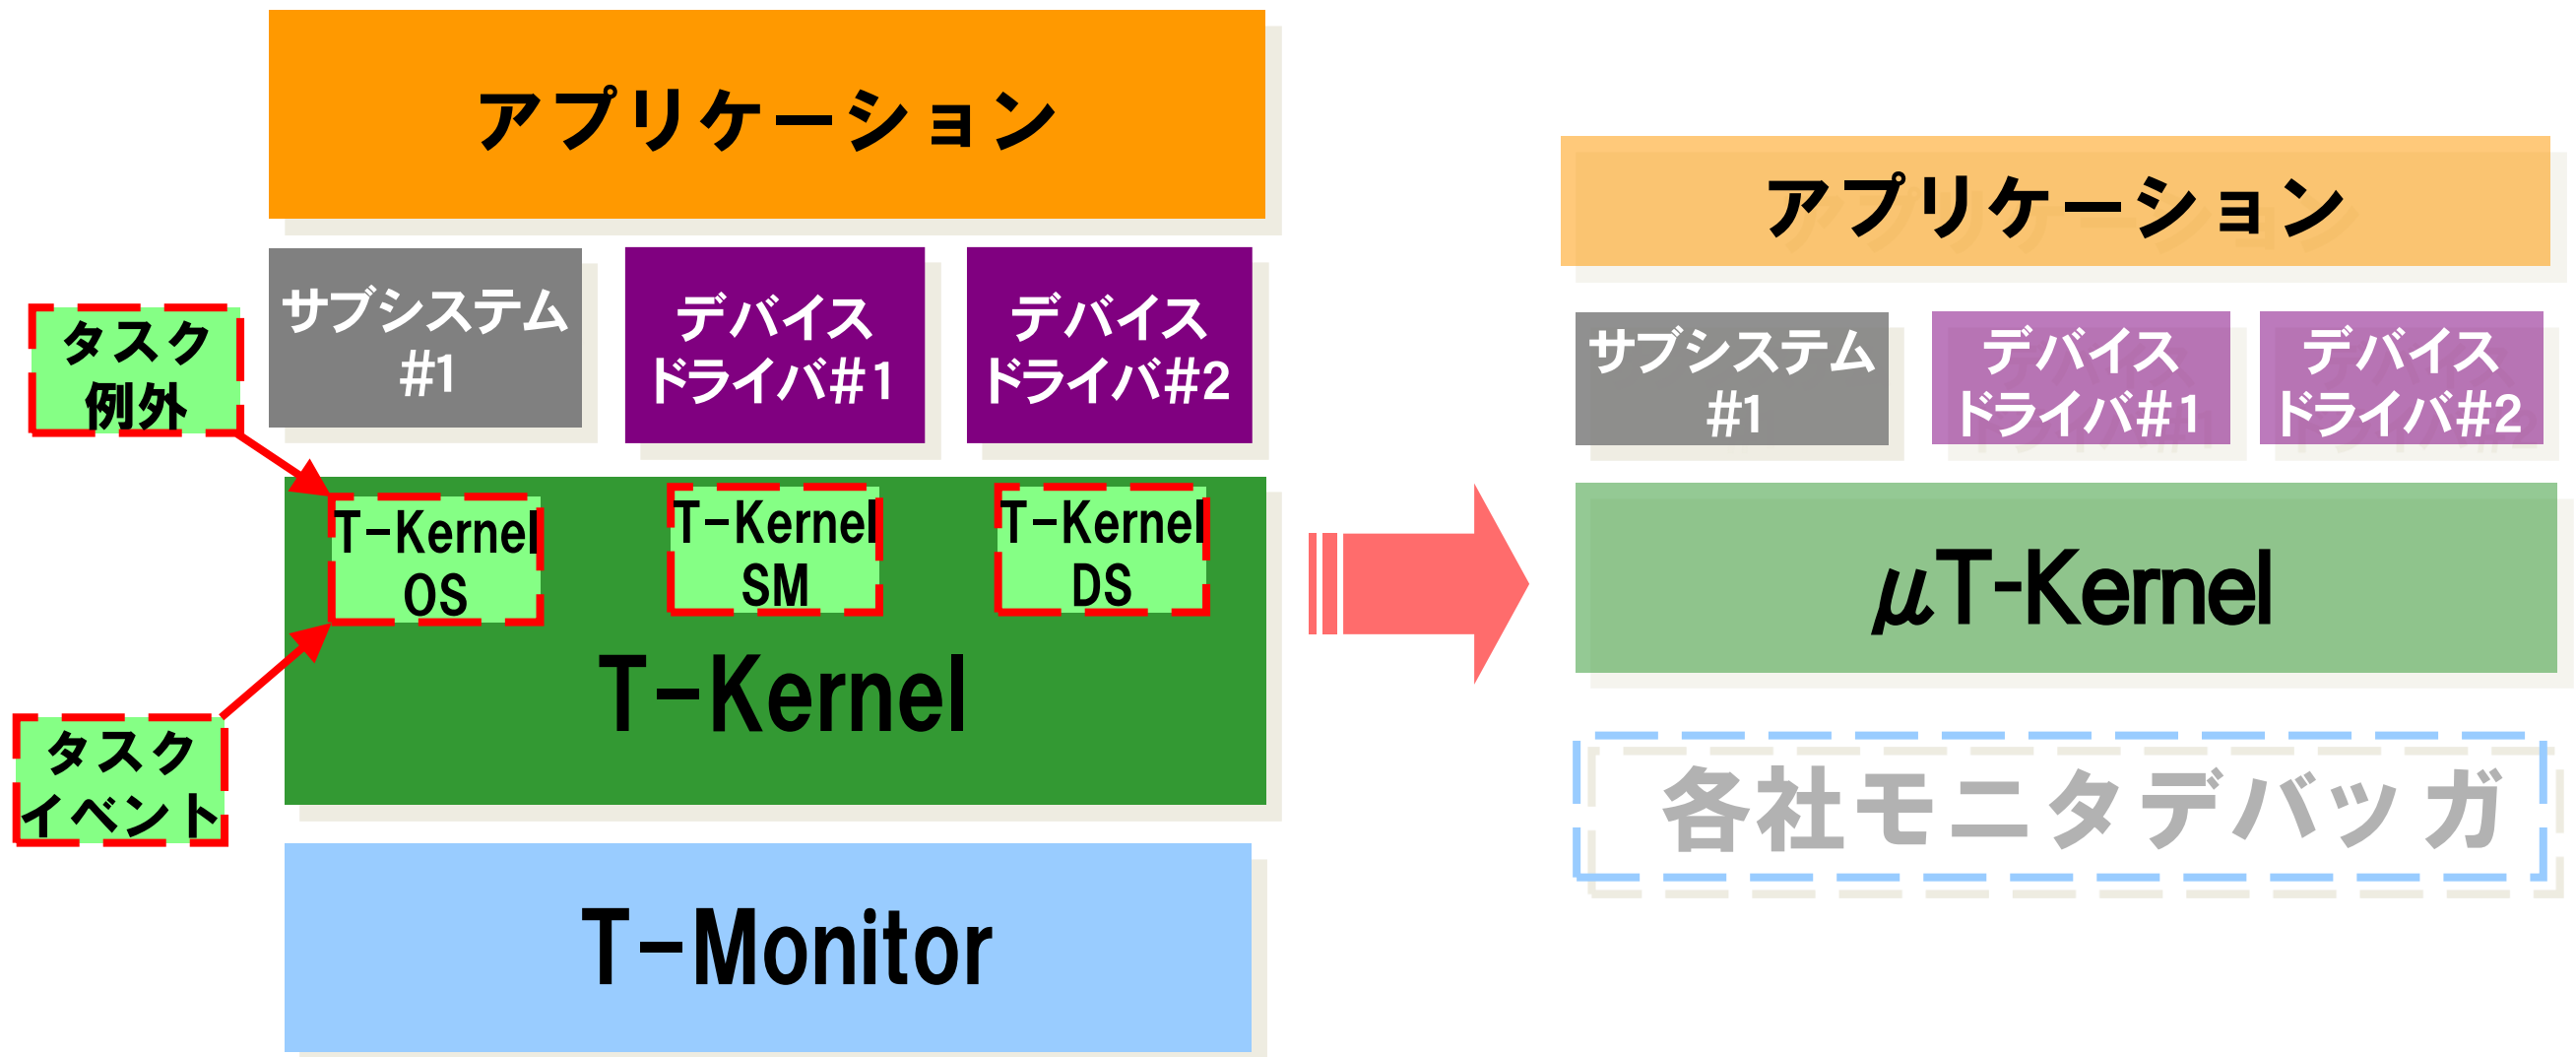 アプリケーション
サブシステム
#1
デバイス
ドライバ#1
デバイス
ドライバ#2
タスク
例外
T-Kernel
OS
T-Kernel
SM
T-Kernel
DS
T-Kernel
タスク
イベント
T-Monitor
アプリケーション
サブシステム
#1
デバイス
ドライバ#1
デバイス
ドライバ#2
μT-Kernel
各社モニタデバッガ